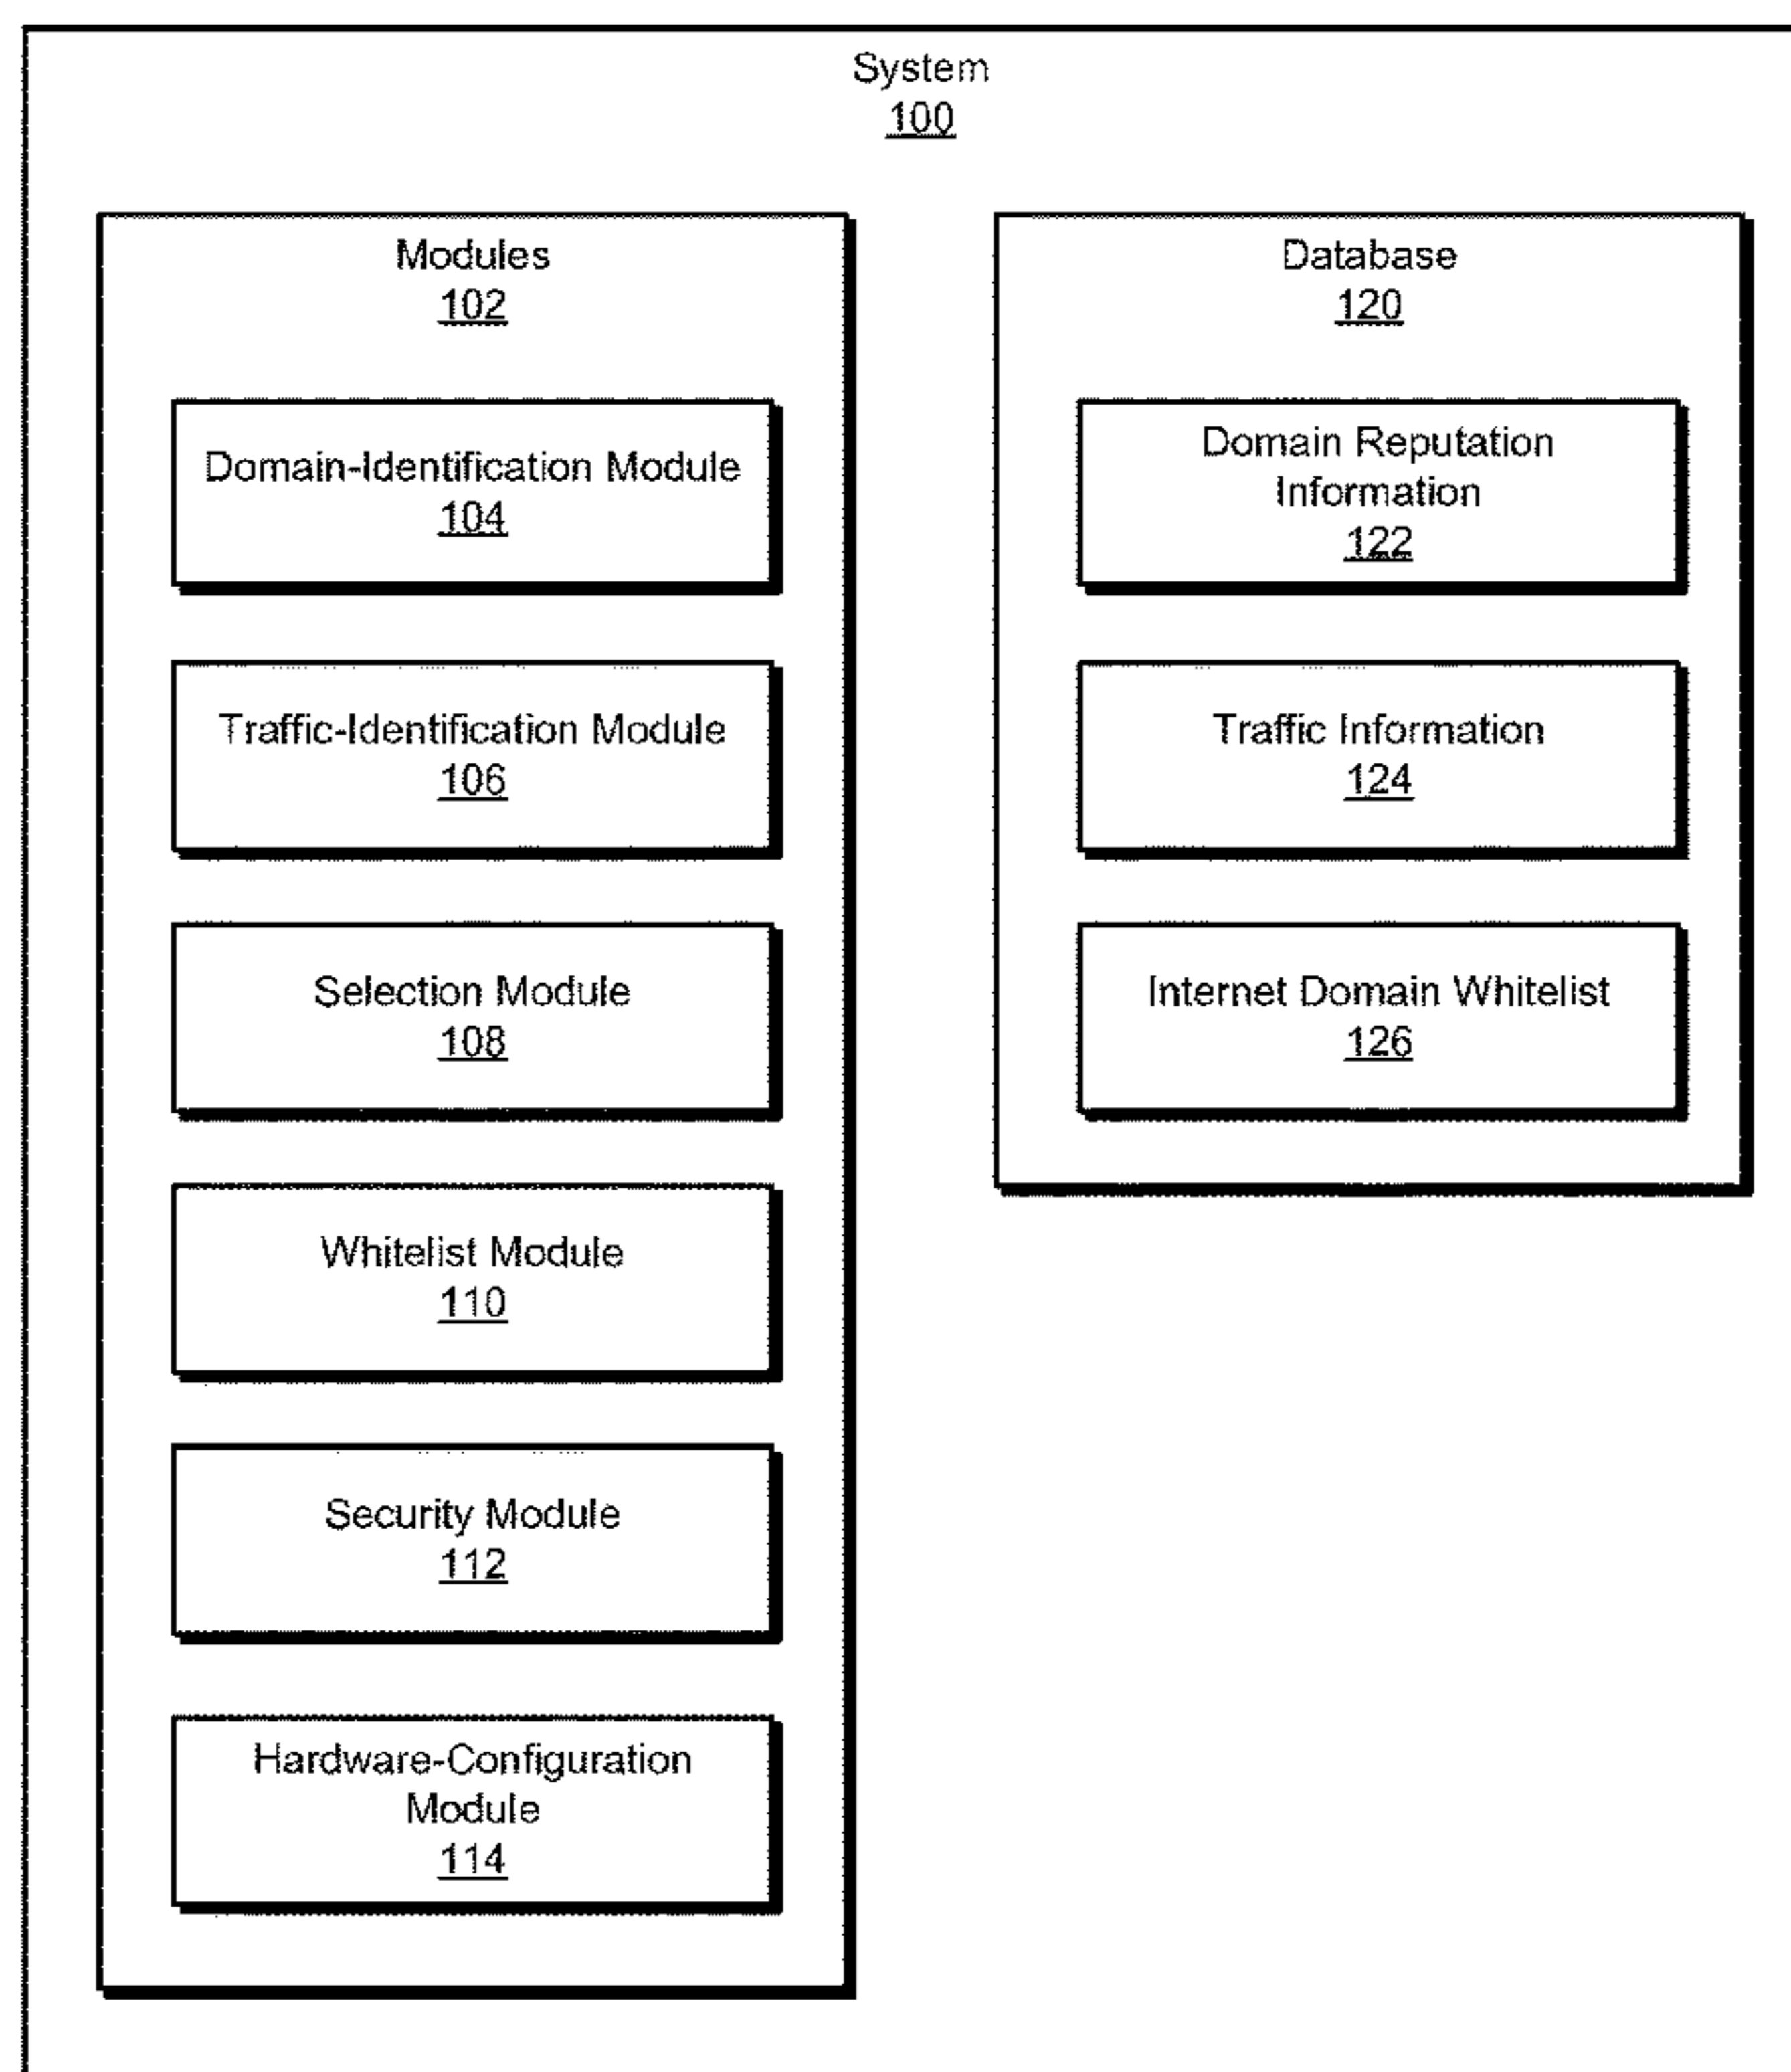 System
100
Modules
102
Domain-Identification Module
104
Traffic-Identification Module
106
Selection Module
108
Whitelist Module
110
Security Module
112
Hardware-Configuration
Module
114
Database
120
Domain Reputation
Information
122
Traffic Information
124
Internet Domain Whitelist
126